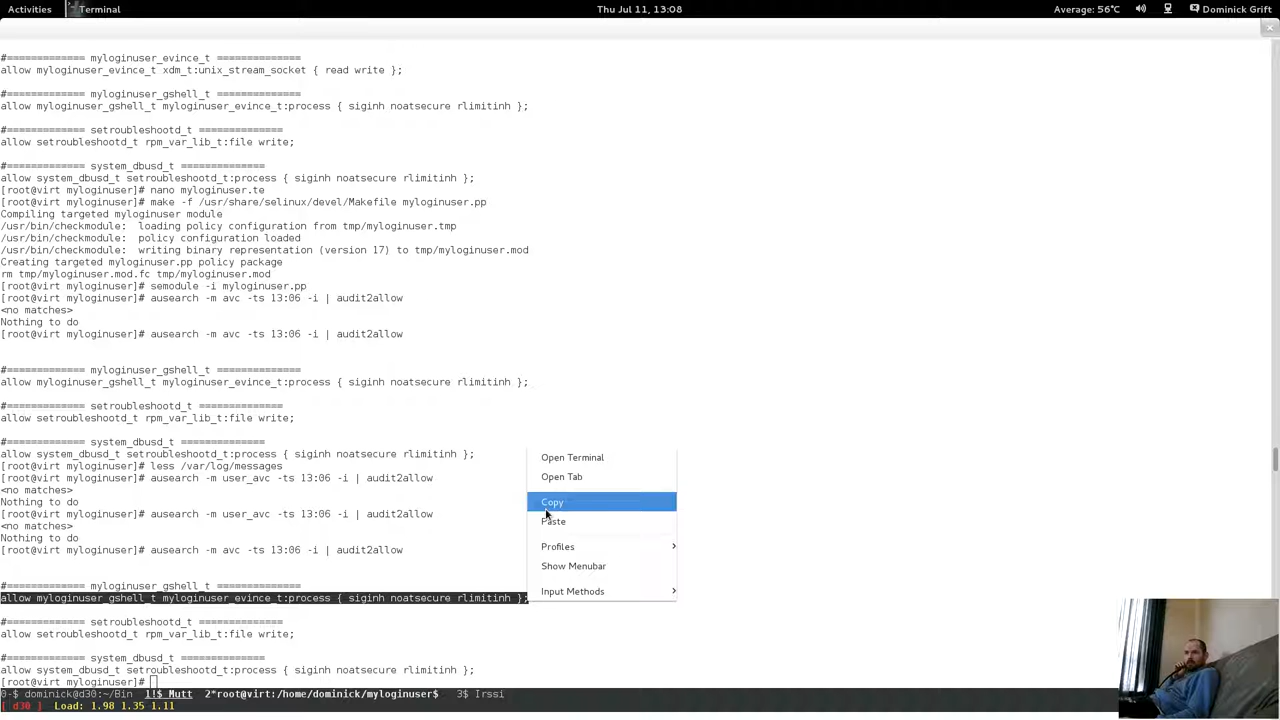 Activities Terminal Thu Jul 11, 13:08 Average: 56°C Dominick Grift
#============= myloginuser_evince_t ==============
allow myloginuser_evince_t xdm_t:unix_stream_socket { read write };
#============= myloginuser_gshell_t ==============
allow myloginuser_gshell_t myloginuser_evince_t:process { siginh noatsecure rlimitinh };
#============= setroubleshootd_t ==============
allow setroubleshootd_t rpm_var_lib_t:file write;
#============= system_dbusd_t ==============
allow system_dbusd_t setroubleshootd_t:process { siginh noatsecure rlimitinh };
[root@virt myloginuser]# nano myloginuser.te
[root@virt myloginuser]# make -f /usr/share/selinux/devel/Makefile myloginuser.pp
Compiling targeted myloginuser module
/usr/bin/checkmodule:  loading policy configuration from tmp/myloginuser.tmp
/usr/bin/checkmodule:  policy configuration loaded
/usr/bin/checkmodule:  writing binary representation (version 17) to tmp/myloginuser.mod
Creating targeted myloginuser.pp policy package
rm tmp/myloginuser.mod.fc tmp/myloginuser.mod
[root@virt myloginuser]# semodule -i myloginuser.pp
[root@virt myloginuser]# ausearch -m avc -ts 13:06 -i | audit2allow
<no matches>
Nothing to do
[root@virt myloginuser]# ausearch -m avc -ts 13:06 -i | audit2allow
#============= myloginuser_gshell_t ==============
allow myloginuser_gshell_t myloginuser_evince_t:process { siginh noatsecure rlimitinh };
#============= setroubleshootd_t ==============
allow setroubleshootd_t rpm_var_lib_t:file write;
#============= system_dbusd_t ==============
allow system_dbusd_t setroubleshootd_t:process { siginh noatsecure rlimitinh };
[root@virt myloginuser]# less /var/log/messages
[root@virt myloginuser]# ausearch -m user_avc -ts 13:06 -i | audit2allow
<no matches>
Nothing to do
[root@virt myloginuser]# ausearch -m user_avc -ts 13:06 -i | audit2allow
<no matches>
Nothing to do
[root@virt myloginuser]# ausearch -m avc -ts 13:06 -i | audit2allow
#============= myloginuser_gshell_t ==============
allow myloginuser_gshell_t myloginuser_evince_t:process { siginh noatsecure rlimitinh };
#============= setroubleshootd_t ==============
allow setroubleshootd_t rpm_var_lib_t:file write;
#============= system_dbusd_t ==============
allow system_dbusd_t setroubleshootd_t:process { siginh noatsecure rlimitinh };
[root@virt myloginuser]#
Open Terminal
Open Tab
Copy
Paste
Profiles
Show Menubar
Input Methods
0-$ dominick@d30:~/Bin  1!$ Mutt  2*root@virt:/home/dominick/myloginuser$  3$ Irssi
[ d30 ] Load: 1.98 1.35 1.11